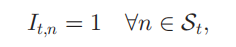 I_{t,n} = 1 ∀n ∈ 𝒮_t,